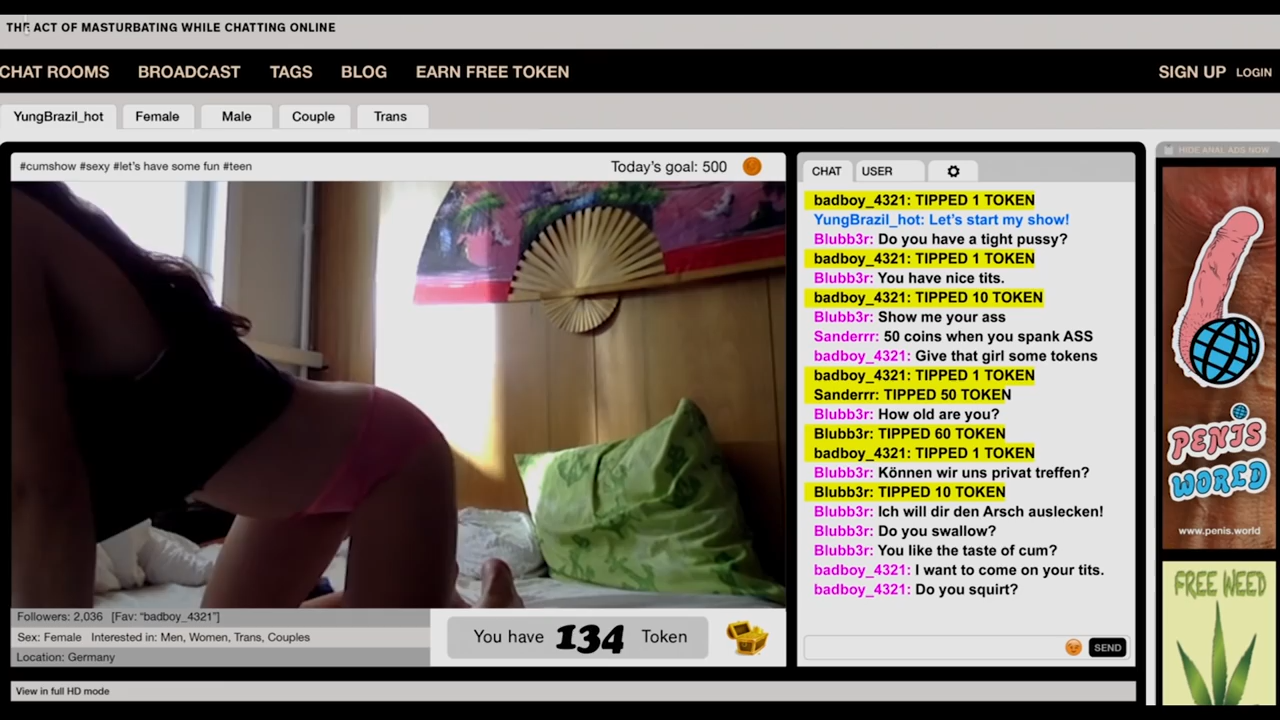 THE ACT OF MASTURBATING WHILE CHATTING ONLINE
CHAT ROOMS BROADCAST TAGS BLOG EARN FREE TOKEN SIGN UP LOGIN
YungBrazil_hot Female Male Couple Trans
HIDE ANAL ADS NOW
#cumshow #sexy #let's have some fun #teen Today's goal: 500
CHAT USER
badboy_4321: TIPPED 1 TOKEN
YungBrazil_hot: Let's start my show!
Blubb3r: Do you have a tight pussy?
badboy_4321: TIPPED 1 TOKEN
Blubb3r: You have nice tits.
badboy_4321: TIPPED 10 TOKEN
Blubb3r: Show me your ass
Sanderrr: 50 coins when you spank ASS
badboy_4321: Give that girl some tokens
badboy_4321: TIPPED 1 TOKEN
Sanderrr: TIPPED 50 TOKEN
Blubb3r: How old are you?
Blubb3r: TIPPED 60 TOKEN
badboy_4321: TIPPED 1 TOKEN
Blubb3r: Können wir uns privat treffen?
Blubb3r: TIPPED 10 TOKEN
Blubb3r: Ich will dir den Arsch auslecken!
Blubb3r: Do you swallow?
Blubb3r: You like the taste of cum?
badboy_4321: I want to come on your tits.
badboy_4321: Do you squirt?
SEND
Followers: 2,036 [Fav: "badboy_4321"]
Sex: Female Interested in: Men, Women, Trans, Couples
Location: Germany
You have 134 Token
View in full HD mode
PENIS
WORLD
www.penis.world
FREE WEED